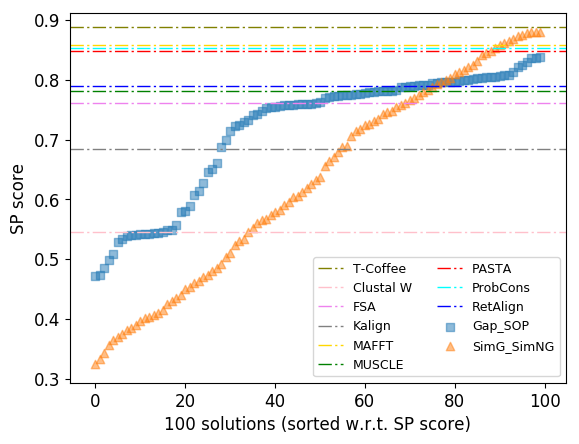 0.9
0.8
0.7
0.6
0.5
0.4
0.3
SP score
T-Coffee
Clustal W
FSA
Kalign
MAFFT
MUSCLE
PASTA
ProbCons
RetAlign
Gap_SOP
SimG_SimNG
0 20 40 60 80 100
100 solutions (sorted w.r.t. SP score)